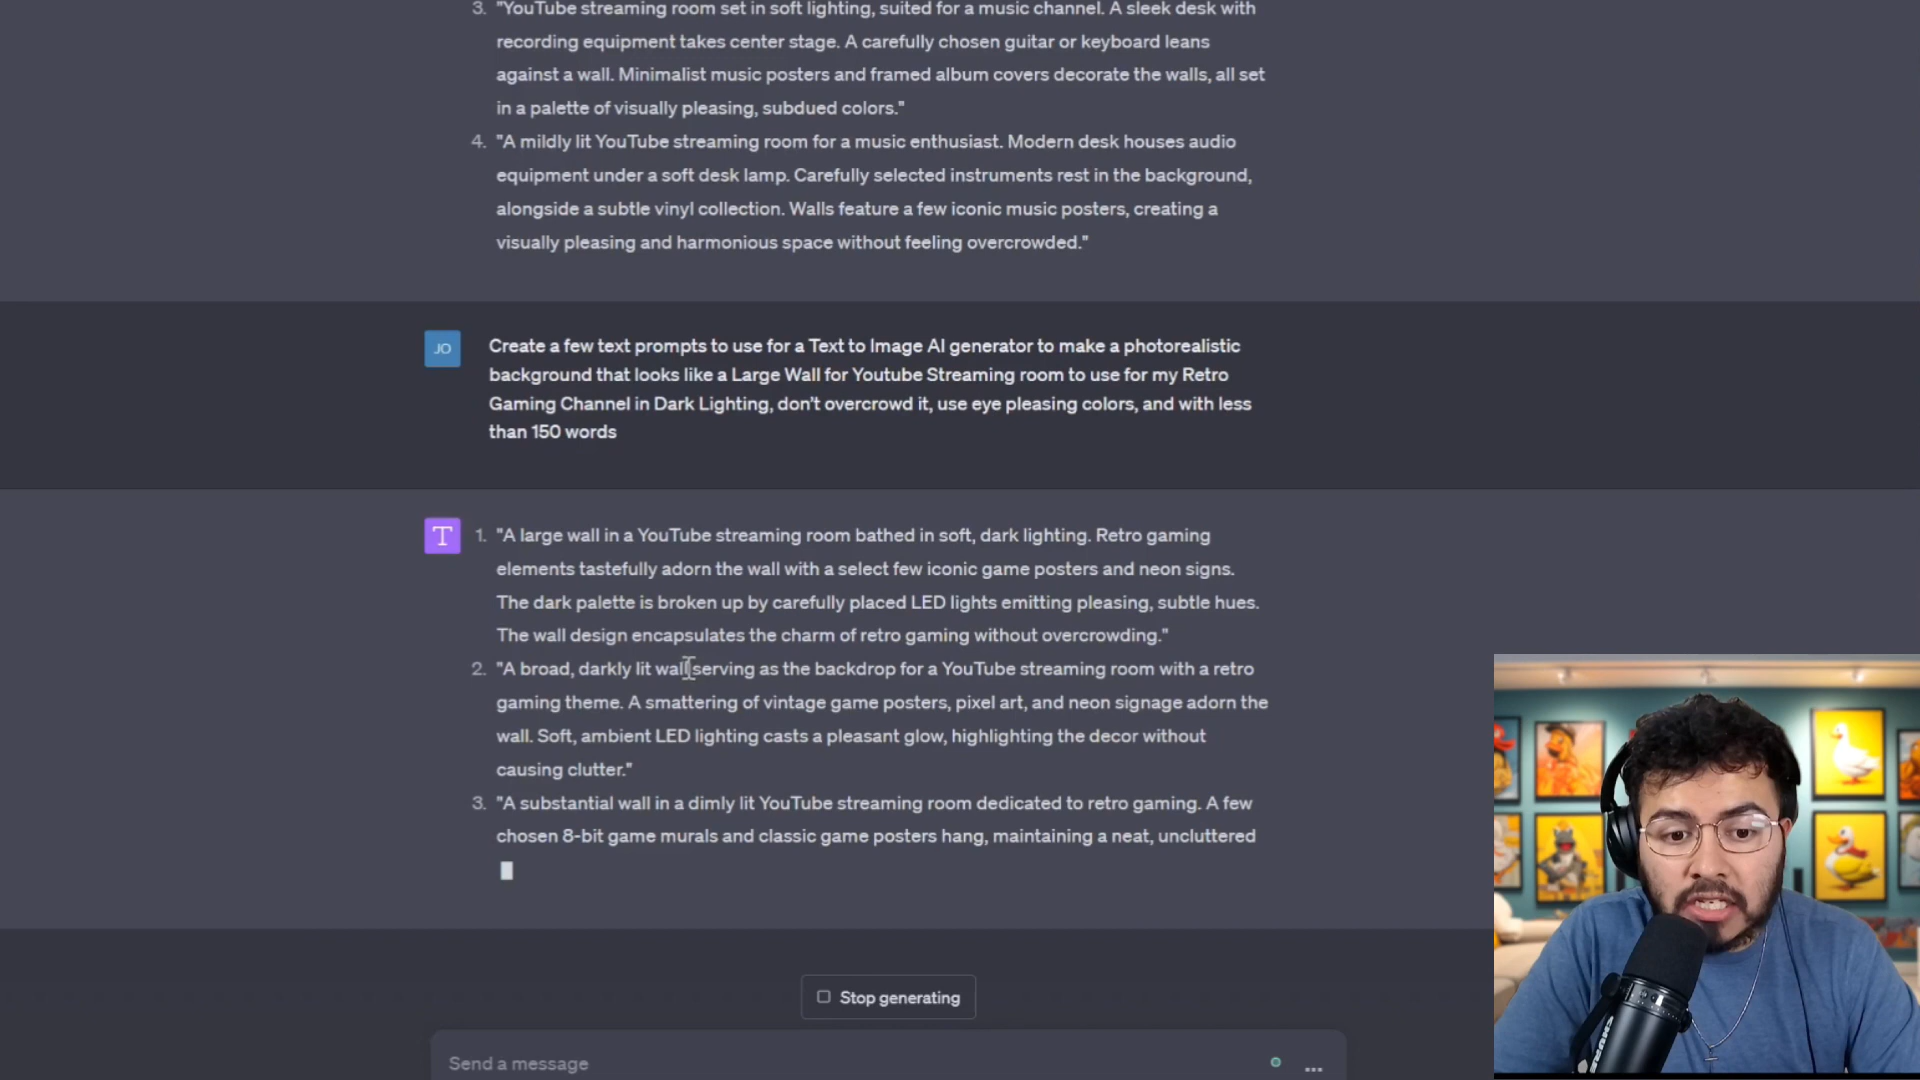 3. "YouTube streaming room set in soft lighting, suited for a music channel. A sleek desk with
recording equipment takes center stage. A carefully chosen guitar or keyboard leans
against a wall. Minimalist music posters and framed album covers decorate the walls, all set
in a palette of visually pleasing, subdued colors."
4. "A mildly lit YouTube streaming room for a music enthusiast. Modern desk houses audio
equipment under a soft desk lamp. Carefully selected instruments rest in the background,
alongside a subtle vinyl collection. Walls feature a few iconic music posters, creating a
visually pleasing and harmonious space without feeling overcrowded."
JO
Create a few text prompts to use for a Text to Image AI generator to make a photorealistic
background that looks like a Large Wall for Youtube Streaming room to use for my Retro
Gaming Channel in Dark Lighting, don't overcrowd it, use eye pleasing colors, and with less
than 150 words
T
1. "A large wall in a YouTube streaming room bathed in soft, dark lighting. Retro gaming
elements tastefully adorn the wall with a select few iconic game posters and neon signs.
The dark palette is broken up by carefully placed LED lights emitting pleasing, subtle hues.
The wall design encapsulates the charm of retro gaming without overcrowding."
2. "A broad, darkly lit wall serving as the backdrop for a YouTube streaming room with a retro
gaming theme. A smattering of vintage game posters, pixel art, and neon signage adorn the
wall. Soft, ambient LED lighting casts a pleasant glow, highlighting the decor without
causing clutter."
3. "A substantial wall in a dimly lit YouTube streaming room dedicated to retro gaming. A few
chosen 8-bit game murals and classic game posters hang, maintaining a neat, uncluttered
Stop generating
Send a message
...